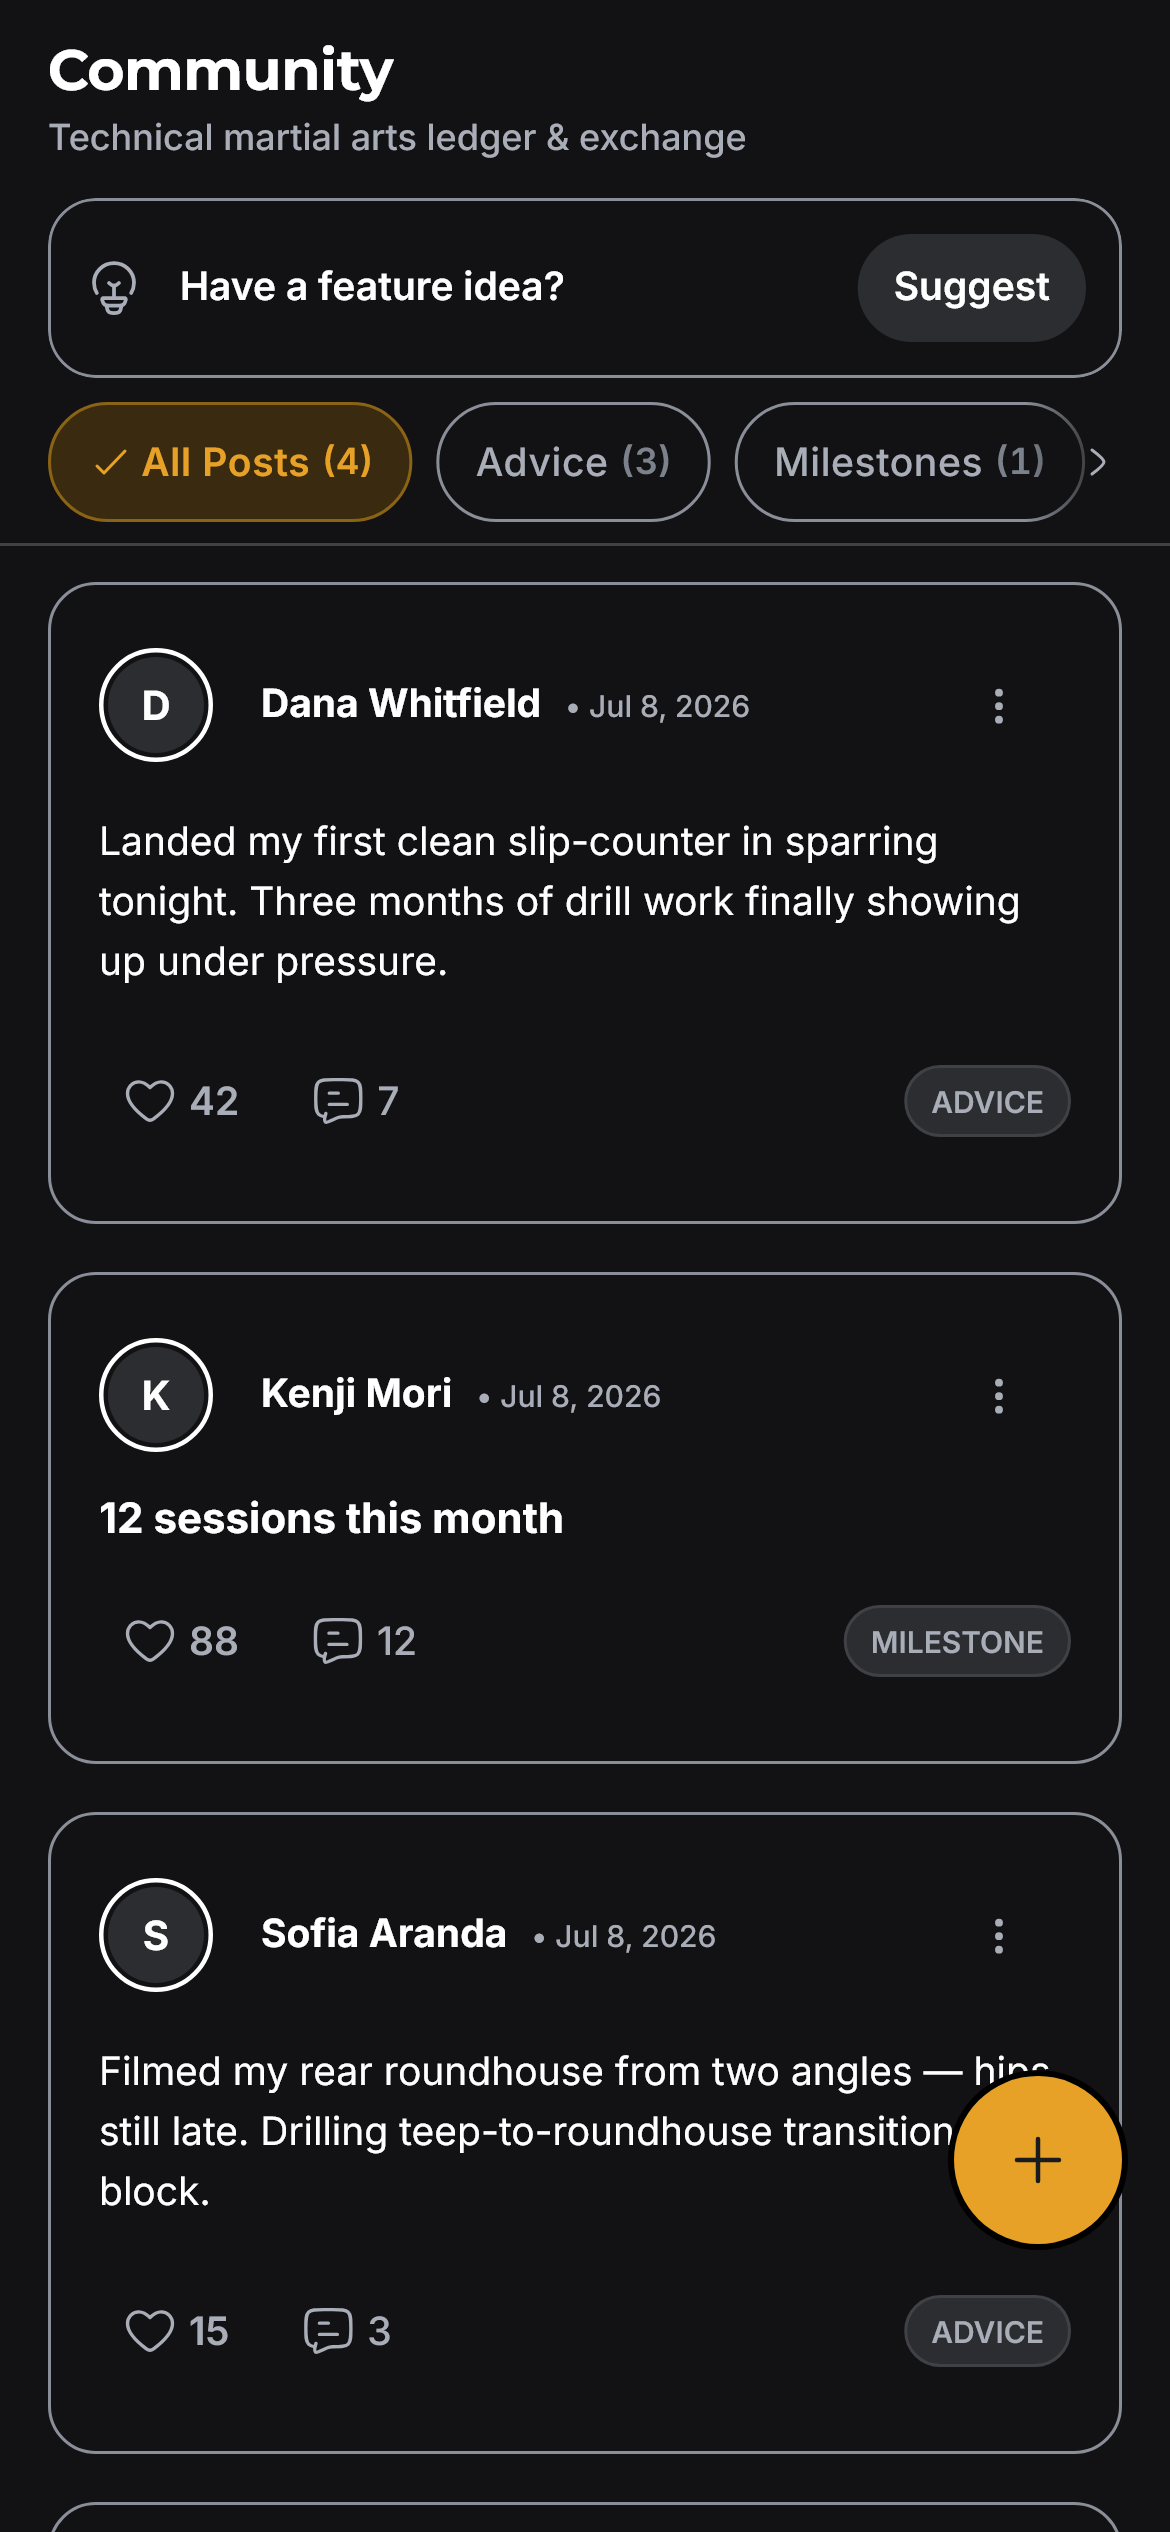 Community
Technical martial arts ledger & exchange
Have a feature idea?
Suggest
All Posts (4)
Advice (3)
Milestones (1)
D
Dana Whitfield • Jul 8, 2026
Landed my first clean slip-counter in sparring
tonight. Three months of drill work finally showing
up under pressure.
42
7
ADVICE
K
Kenji Mori • Jul 8, 2026
12 sessions this month
88
12
MILESTONE
S
Sofia Aranda • Jul 8, 2026
Filmed my rear roundhouse from two angles — hips
still late. Drilling teep-to-roundhouse transition
block.
15
3
ADVICE